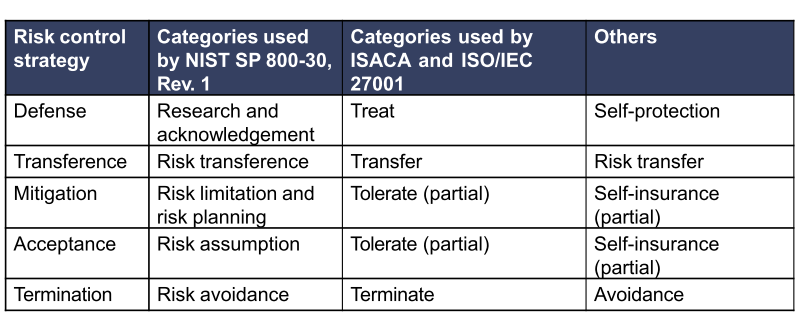 Risk control strategy | Categories used by NIST SP 800-30, Rev. 1 | Categories used by ISACA and ISO/IEC 27001 | Others
Defense | Research and acknowledgement | Treat | Self-protection
Transference | Risk transference | Transfer | Risk transfer
Mitigation | Risk limitation and risk planning | Tolerate (partial) | Self-insurance (partial)
Acceptance | Risk assumption | Tolerate (partial) | Self-insurance (partial)
Termination | Risk avoidance | Terminate | Avoidance